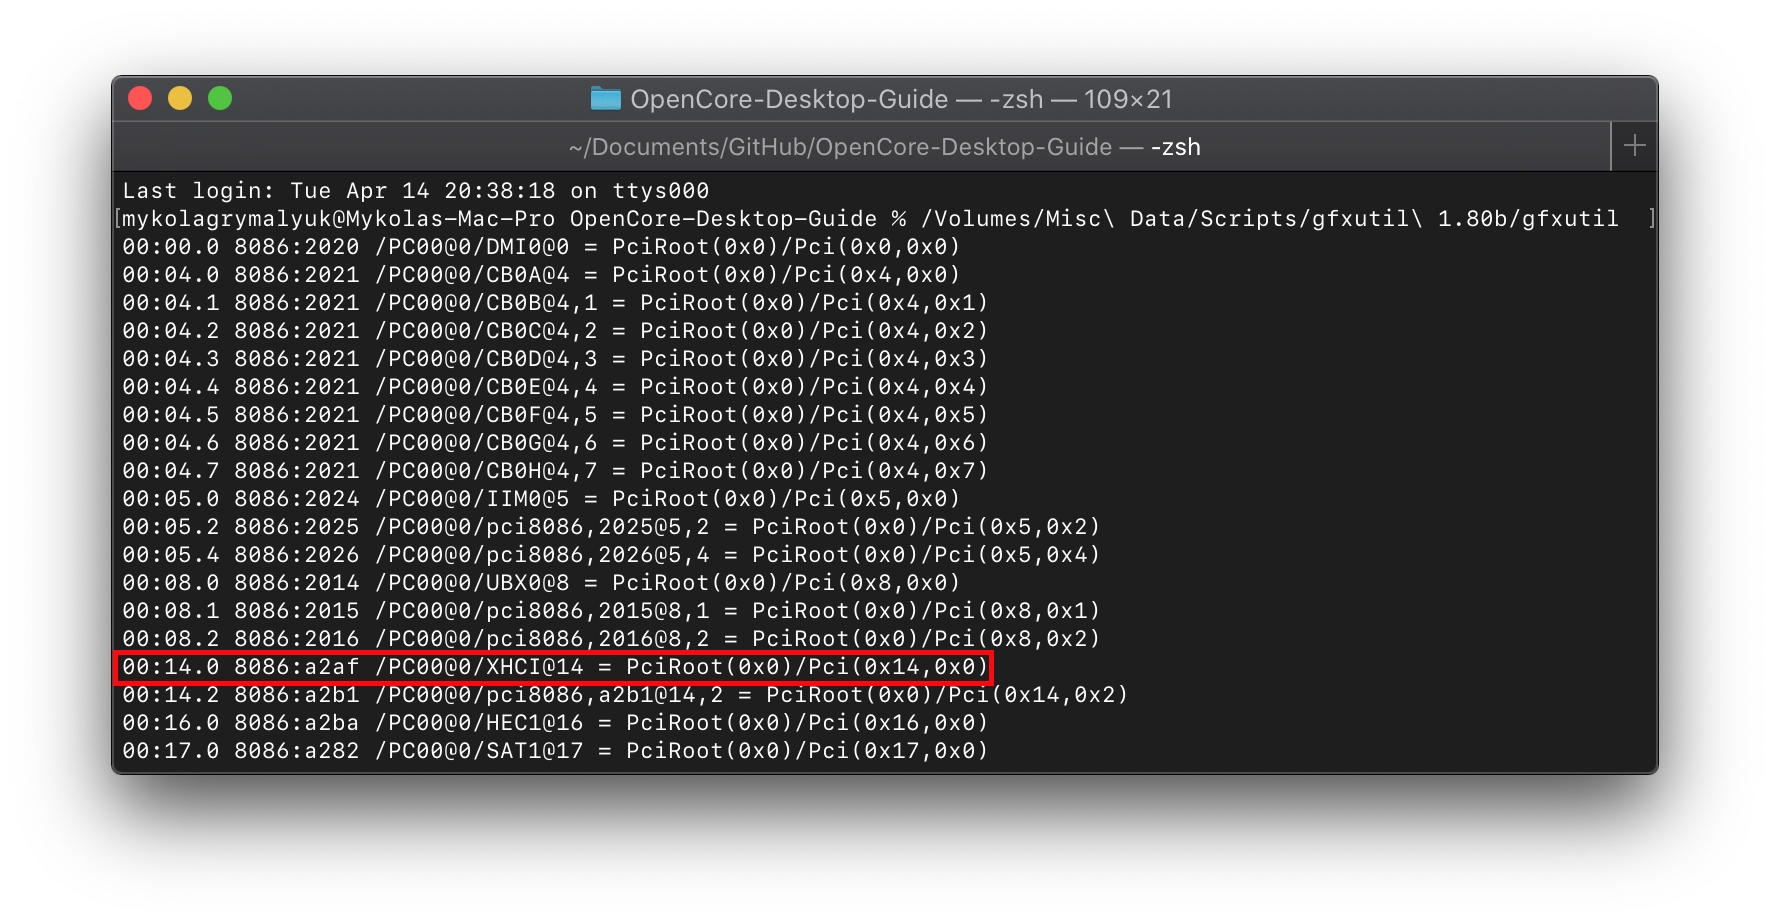 OpenCore-Desktop-Guide — -zsh — 109×21
~/Documents/GitHub/OpenCore-Desktop-Guide — -zsh +
Last login: Tue Apr 14 20:38:18 on ttys000
[mykolagrymalyuk@Mykolas-Mac-Pro OpenCore-Desktop-Guide % /Volumes/Misc\ Data/Scripts/gfxutil\ 1.80b/gfxutil ]
00:00.0 8086:2020 /PC00@0/DMI0@0 = PciRoot(0x0)/Pci(0x0,0x0)
00:04.0 8086:2021 /PC00@0/CB0A@4 = PciRoot(0x0)/Pci(0x4,0x0)
00:04.1 8086:2021 /PC00@0/CB0B@4,1 = PciRoot(0x0)/Pci(0x4,0x1)
00:04.2 8086:2021 /PC00@0/CB0C@4,2 = PciRoot(0x0)/Pci(0x4,0x2)
00:04.3 8086:2021 /PC00@0/CB0D@4,3 = PciRoot(0x0)/Pci(0x4,0x3)
00:04.4 8086:2021 /PC00@0/CB0E@4,4 = PciRoot(0x0)/Pci(0x4,0x4)
00:04.5 8086:2021 /PC00@0/CB0F@4,5 = PciRoot(0x0)/Pci(0x4,0x5)
00:04.6 8086:2021 /PC00@0/CB0G@4,6 = PciRoot(0x0)/Pci(0x4,0x6)
00:04.7 8086:2021 /PC00@0/CB0H@4,7 = PciRoot(0x0)/Pci(0x4,0x7)
00:05.0 8086:2024 /PC00@0/IIM0@5 = PciRoot(0x0)/Pci(0x5,0x0)
00:05.2 8086:2025 /PC00@0/pci8086,2025@5,2 = PciRoot(0x0)/Pci(0x5,0x2)
00:05.4 8086:2026 /PC00@0/pci8086,2026@5,4 = PciRoot(0x0)/Pci(0x5,0x4)
00:08.0 8086:2014 /PC00@0/UBX0@8 = PciRoot(0x0)/Pci(0x8,0x0)
00:08.1 8086:2015 /PC00@0/pci8086,2015@8,1 = PciRoot(0x0)/Pci(0x8,0x1)
00:08.2 8086:2016 /PC00@0/pci8086,2016@8,2 = PciRoot(0x0)/Pci(0x8,0x2)
00:14.0 8086:a2af /PC00@0/XHCI@14 = PciRoot(0x0)/Pci(0x14,0x0)
00:14.2 8086:a2b1 /PC00@0/pci8086,a2b1@14,2 = PciRoot(0x0)/Pci(0x14,0x2)
00:16.0 8086:a2ba /PC00@0/HEC1@16 = PciRoot(0x0)/Pci(0x16,0x0)
00:17.0 8086:a282 /PC00@0/SAT1@17 = PciRoot(0x0)/Pci(0x17,0x0)